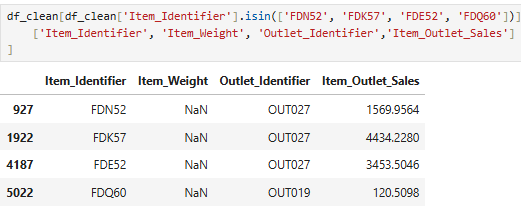 df_clean[df_clean['Item_Identifier'].isin(['FDN52', 'FDK57', 'FDE52', 'FDQ60'])][
['Item_Identifier', 'Item_Weight', 'Outlet_Identifier','Item_Outlet_Sales']
]
Item_Identifier Item_Weight Outlet_Identifier Item_Outlet_Sales
927 FDN52 NaN OUT027 1569.9564
1922 FDK57 NaN OUT027 4434.2280
4187 FDE52 NaN OUT027 3453.5046
5022 FDQ60 NaN OUT019 120.5098